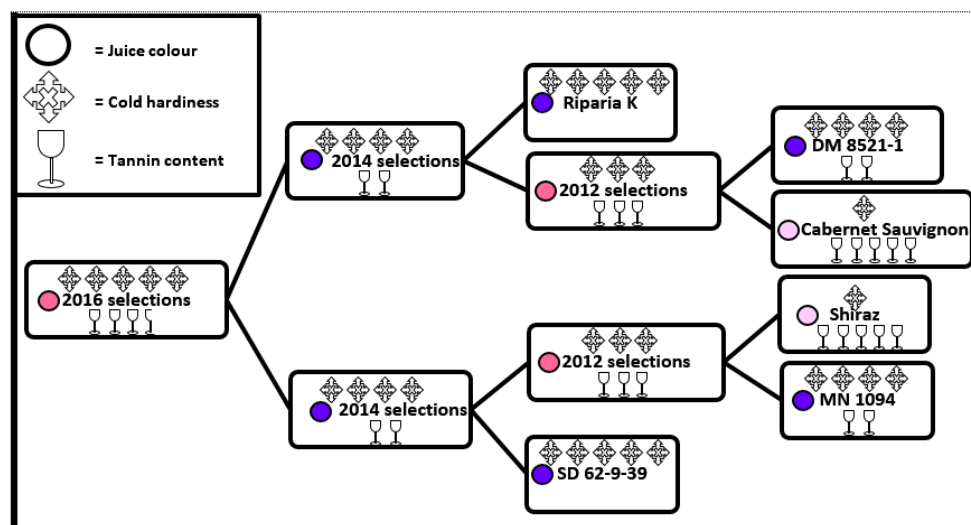 = Juice colour
= Cold hardiness
= Tannin content
Riparia K
2014 selections
DM 8521-1
2012 selections
Cabernet Sauvignon
2016 selections
Shiraz
2012 selections
2014 selections
MN 1094
SD 62-9-39